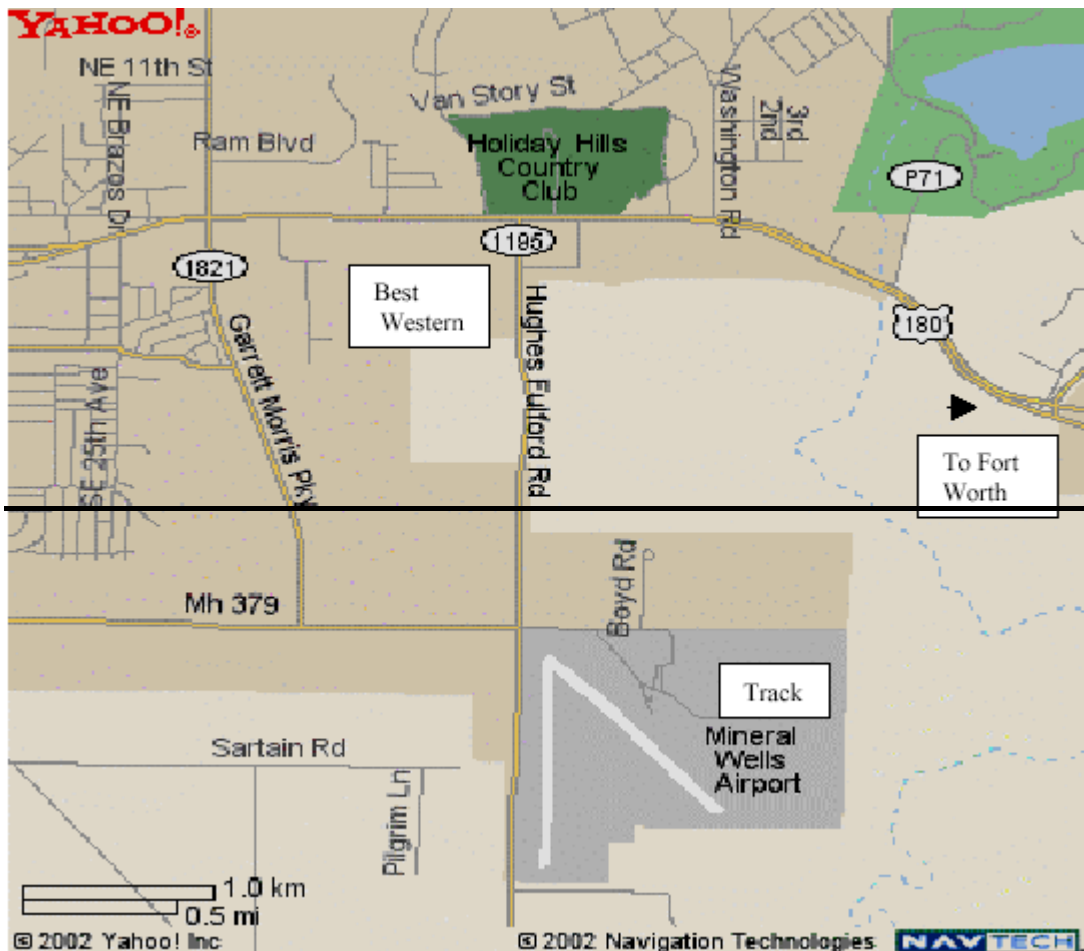 YAHOO!®
NE 11th St
NE Brazos Dr
Van Story St
Ram Blvd
Holiday Hills
Country
Club
Washington Rd
2nd
3rd
P71
1821
1195
Best
Western
180
Garrett Morris Pky
Hughes Fulford Rd
SE 25th Ave
To Fort
Worth
Mh 379
Boyd Rd
Track
Mineral
Wells
Airport
Sartain Rd
Pilgrim Ln
1.0 km
0.5 mi
© 2002 Yahoo! Inc
© 2002 Navigation Technologies
NAVTECH